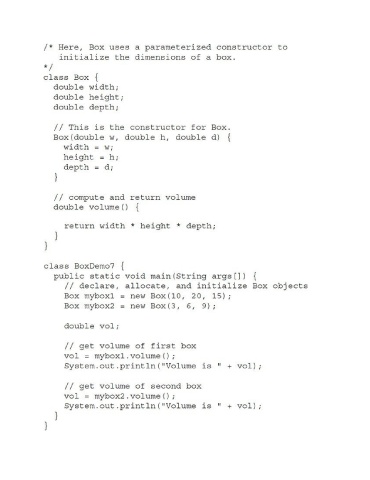 /* Here, Box uses a parameterized constructor to
initialize the dimensions of a box.
*/
class Box {
double width;
double height;
double depth;
// This is the constructor for Box.
Box(double w, double h, double d) {
width = w;
height = h;
depth = d;
}
// compute and return volume
double volume() {
return width * height * depth;
}
}
class BoxDemo7 {
public static void main(String args[]) {
// declare, allocate, and initialize Box objects
Box mybox1 = new Box(10, 20, 15);
Box mybox2 = new Box(3, 6, 9);
double vol;
// get volume of first box
vol = mybox1.volume();
System.out.println("Volume is " + vol);
// get volume of second box
vol = mybox2.volume();
System.out.println("Volume is " + vol);
}
}